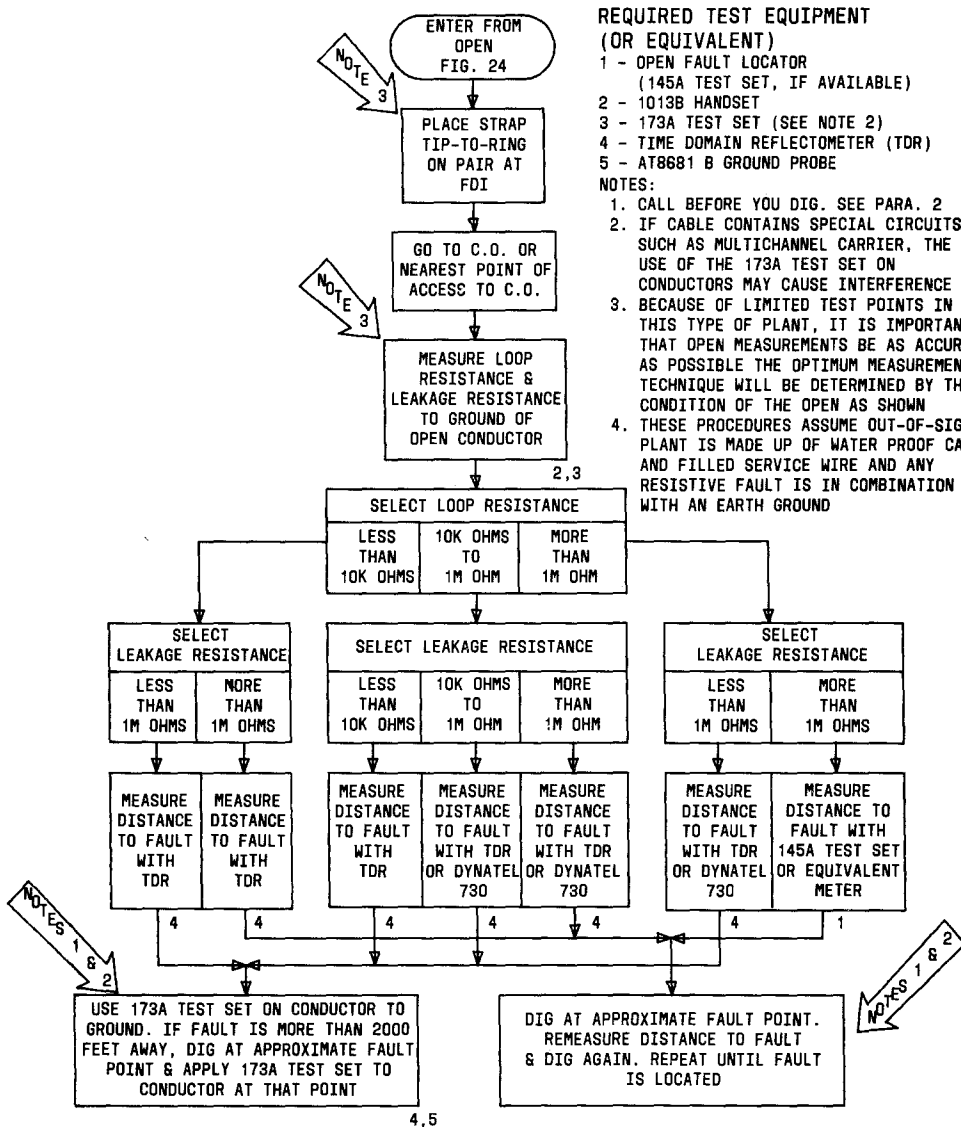 ENTER FROM
OPEN
FIG. 24
NOTE 3
PLACE STRAP
TIP-TO-RING
ON PAIR AT
FDI
GO TO C.O. OR
NEAREST POINT OF
ACCESS TO C.O.
NOTE 3
MEASURE LOOP
RESISTANCE &
LEAKAGE RESISTANCE
TO GROUND OF
OPEN CONDUCTOR
2,3
REQUIRED TEST EQUIPMENT
(OR EQUIVALENT)
1 - OPEN FAULT LOCATOR
(145A TEST SET, IF AVAILABLE)
2 - 1013B HANDSET
3 - 173A TEST SET (SEE NOTE 2)
4 - TIME DOMAIN REFLECTOMETER (TDR)
5 - AT8681 B GROUND PROBE
NOTES:
1. CALL BEFORE YOU DIG. SEE PARA. 2
2. IF CABLE CONTAINS SPECIAL CIRCUITS
SUCH AS MULTICHANNEL CARRIER, THE
USE OF THE 173A TEST SET ON
CONDUCTORS MAY CAUSE INTERFERENCE
3. BECAUSE OF LIMITED TEST POINTS IN
THIS TYPE OF PLANT, IT IS IMPORTAN
THAT OPEN MEASUREMENTS BE AS ACCUR
AS POSSIBLE THE OPTIMUM MEASUREMEN
TECHNIQUE WILL BE DETERMINED BY TH
CONDITION OF THE OPEN AS SHOWN
4. THESE PROCEDURES ASSUME OUT-OF-SIG
PLANT IS MADE UP OF WATER PROOF CA
AND FILLED SERVICE WIRE AND ANY
RESISTIVE FAULT IS IN COMBINATION
WITH AN EARTH GROUND
SELECT LOOP RESISTANCE
LESS
THAN
10K OHMS
10K OHMS
TO
1M OHM
MORE
THAN
1M OHM
SELECT
LEAKAGE RESISTANCE
LESS
THAN
1M OHMS
MORE
THAN
1M OHMS
SELECT LEAKAGE RESISTANCE
LESS
THAN
10K OHMS
10K OHMS
TO
1M OHM
MORE
THAN
1M OHM
SELECT
LEAKAGE RESISTANCE
LESS
THAN
1M OHMS
MORE
THAN
1M OHMS
MEASURE
DISTANCE
TO FAULT
WITH
TDR
4
MEASURE
DISTANCE
TO FAULT
WITH
TDR
4
MEASURE
DISTANCE
TO FAULT
WITH
TDR
4
MEASURE
DISTANCE
TO FAULT
WITH TDR
OR DYNATEL
730
4
MEASURE
DISTANCE
TO FAULT
WITH TDR
OR DYNATEL
730
4
MEASURE
DISTANCE
TO FAULT
WITH TDR
OR DYNATEL
730
4
MEASURE
DISTANCE TO
FAULT WITH
145A TEST SET
OR EQUIVALENT
METER
1
NOTES 1 & 2
USE 173A TEST SET ON CONDUCTOR TO
GROUND. IF FAULT IS MORE THAN 2000
FEET AWAY, DIG AT APPROXIMATE FAULT
POINT & APPLY 173A TEST SET TO
CONDUCTOR AT THAT POINT
4,5
NOTES 1 & 2
DIG AT APPROXIMATE FAULT POINT.
REMEASURE DISTANCE TO FAULT
& DIG AGAIN. REPEAT UNTIL FAULT
IS LOCATED